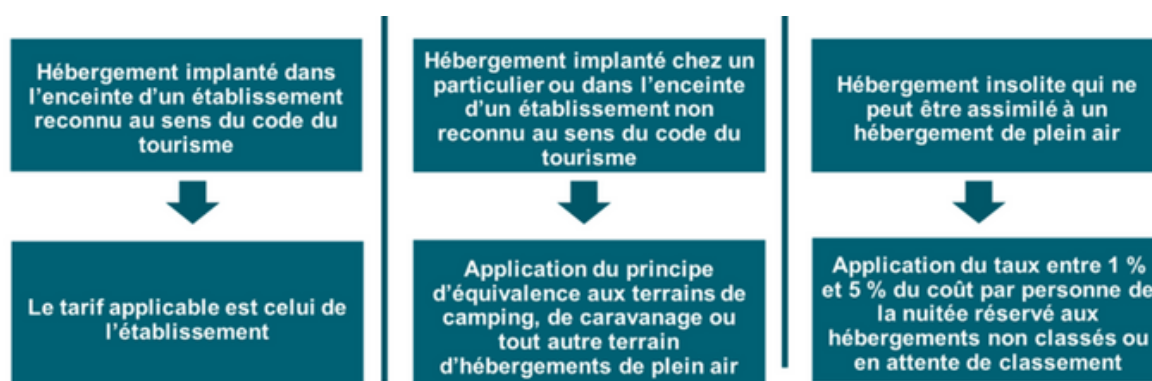 Hébergement implanté dans
l'enceinte d'un établissement
reconnu au sens du code du
tourisme
Le tarif applicable est celui de
l'établissement
Hébergement implanté chez un
particulier ou dans l'enceinte
d'un établissement non
reconnu au sens du code du
tourisme
Application du principe
d'équivalence aux terrains de
camping, de caravanage ou
tout autre terrain
d'hébergements de plein air
Hébergement insolite qui ne
peut être assimilé à un
hébergement de plein air
Application du taux entre 1 %
et 5 % du coût par personne de
la nuitée réservé aux
hébergements non classés ou
en attente de classement